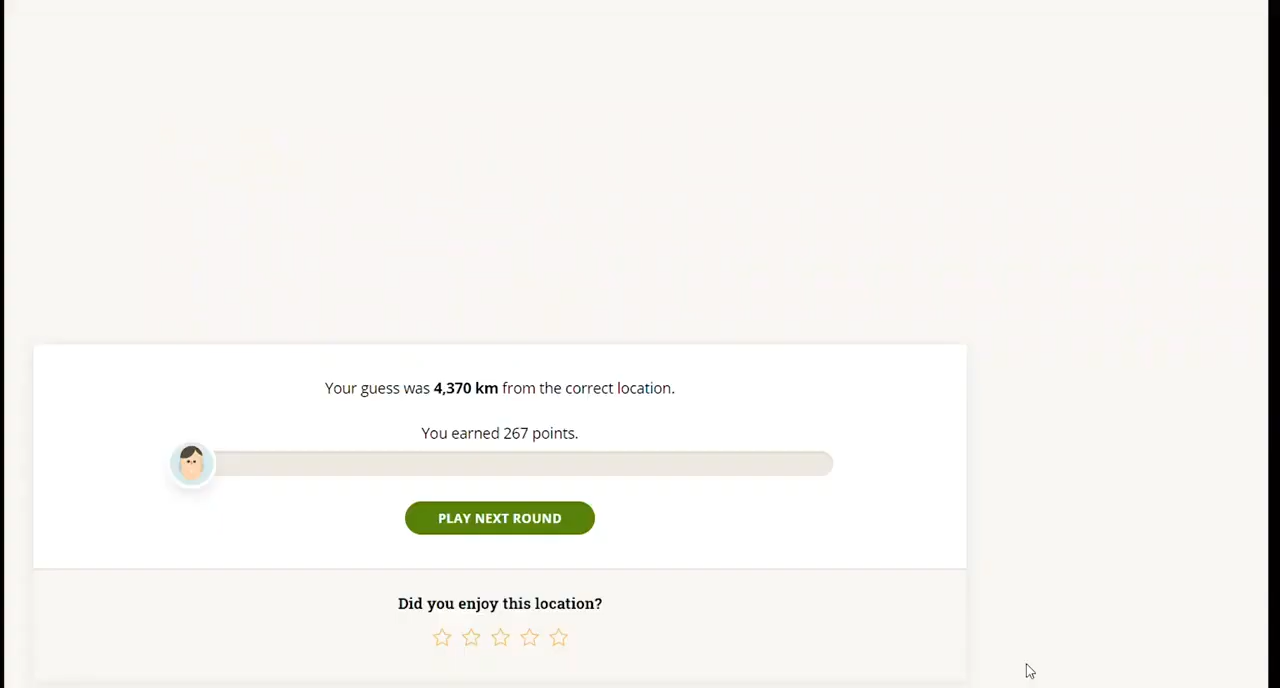 Your guess was 4,370 km from the correct location.
You earned 267 points.
PLAY NEXT ROUND
Did you enjoy this location?